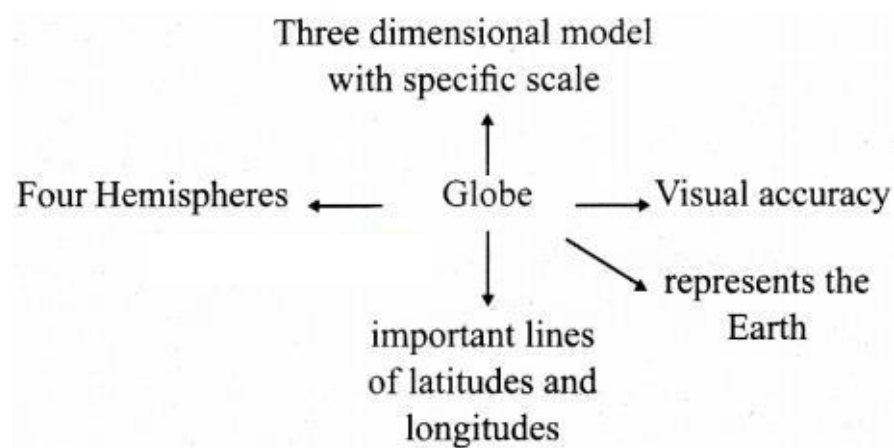 Three dimensional model
with specific scale
Four Hemispheres
Globe
Visual accuracy
represents the
Earth
important lines
of latitudes and
longitudes